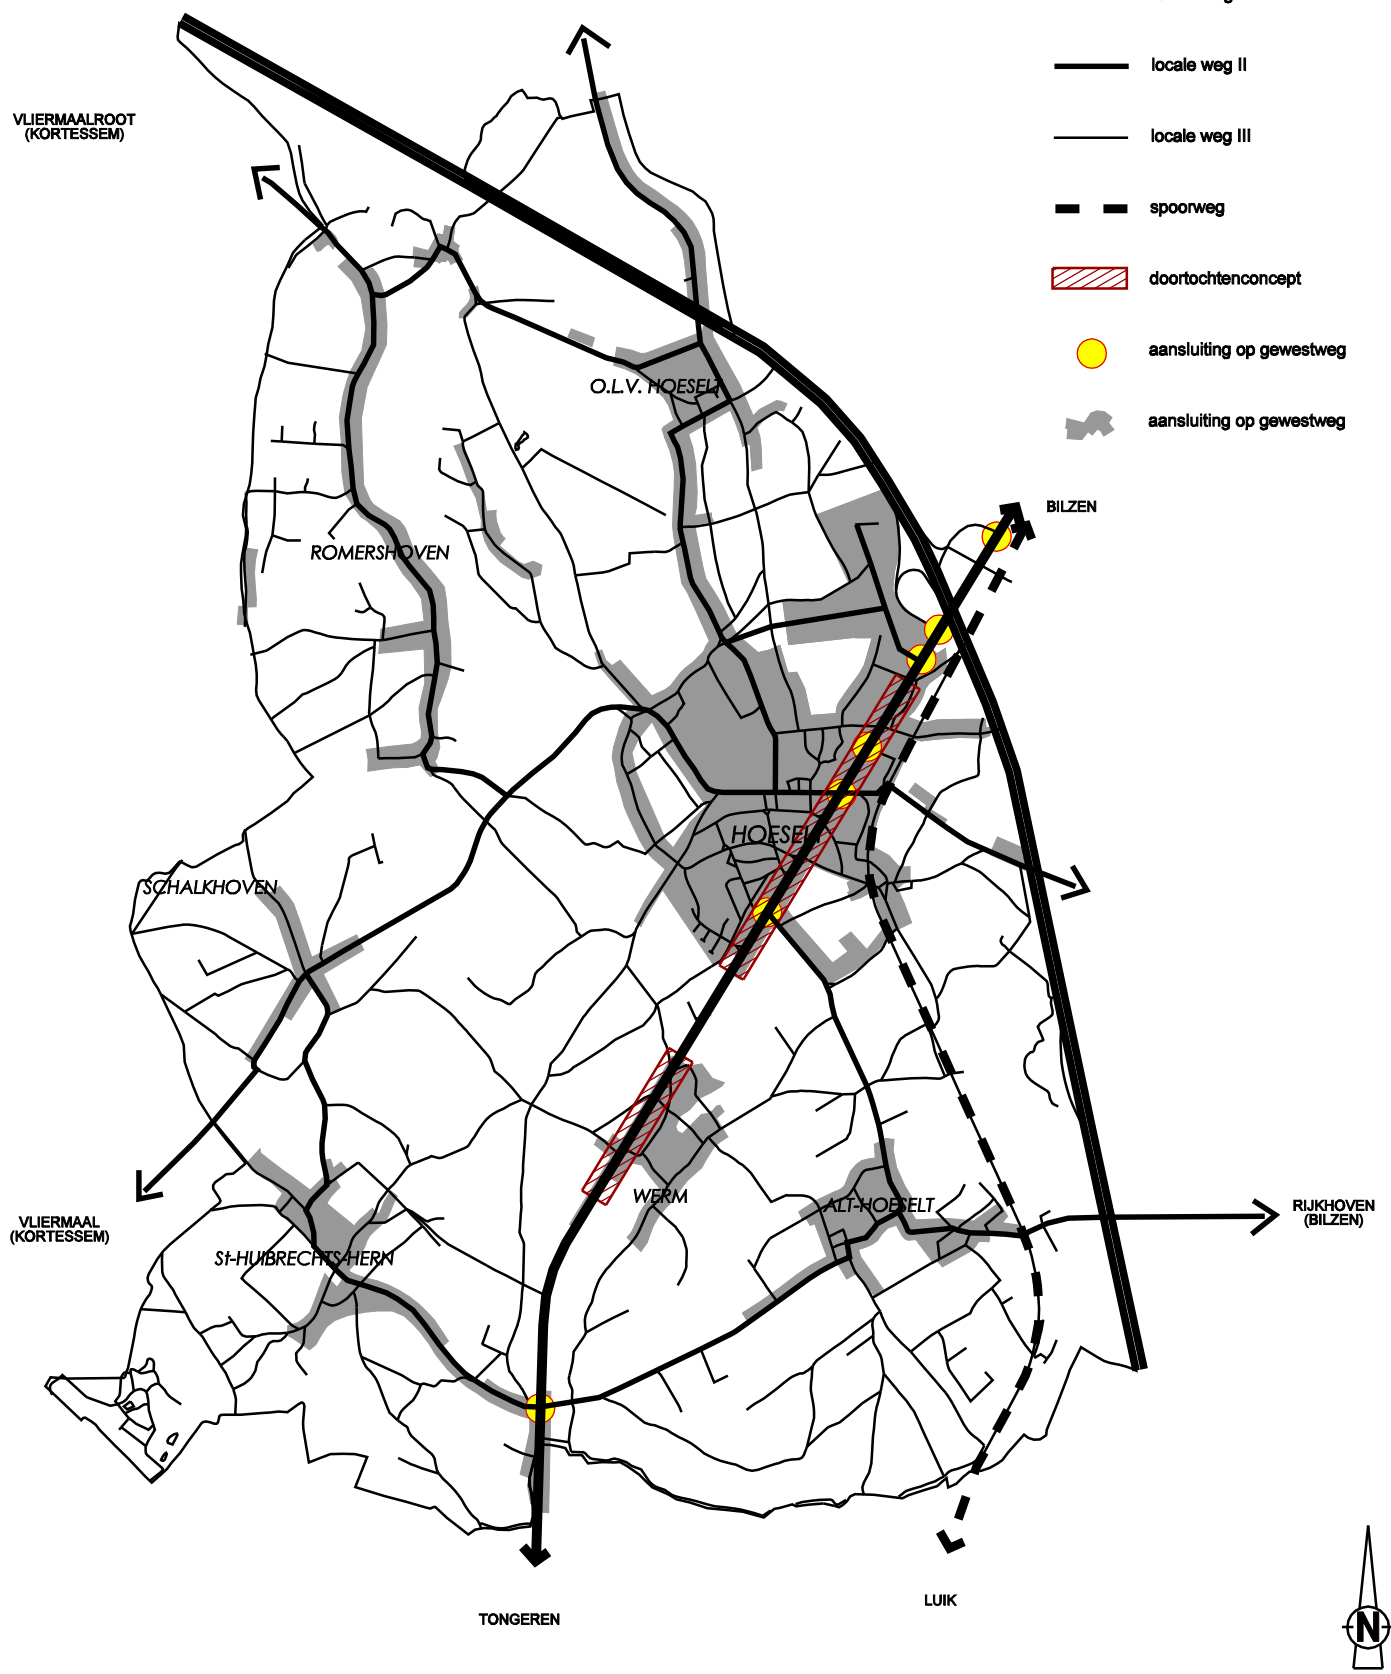 locale weg II
VLIERMAALROOT
(KORTESSEM)
locale weg III
spoorweg
doortochtenconcept
aansluiting op gewestweg
O.L.V. HOESELT
aansluiting op gewestweg
BILZEN
ROMERSHOVEN
HOESELT
SCHALKHOVEN
WERM
ALT-HOESELT
RIJKHOVEN
(BILZEN)
VLIERMAAL
(KORTESSEM)
St-HUIBRECHTS-HERN
LUIK
TONGEREN
N